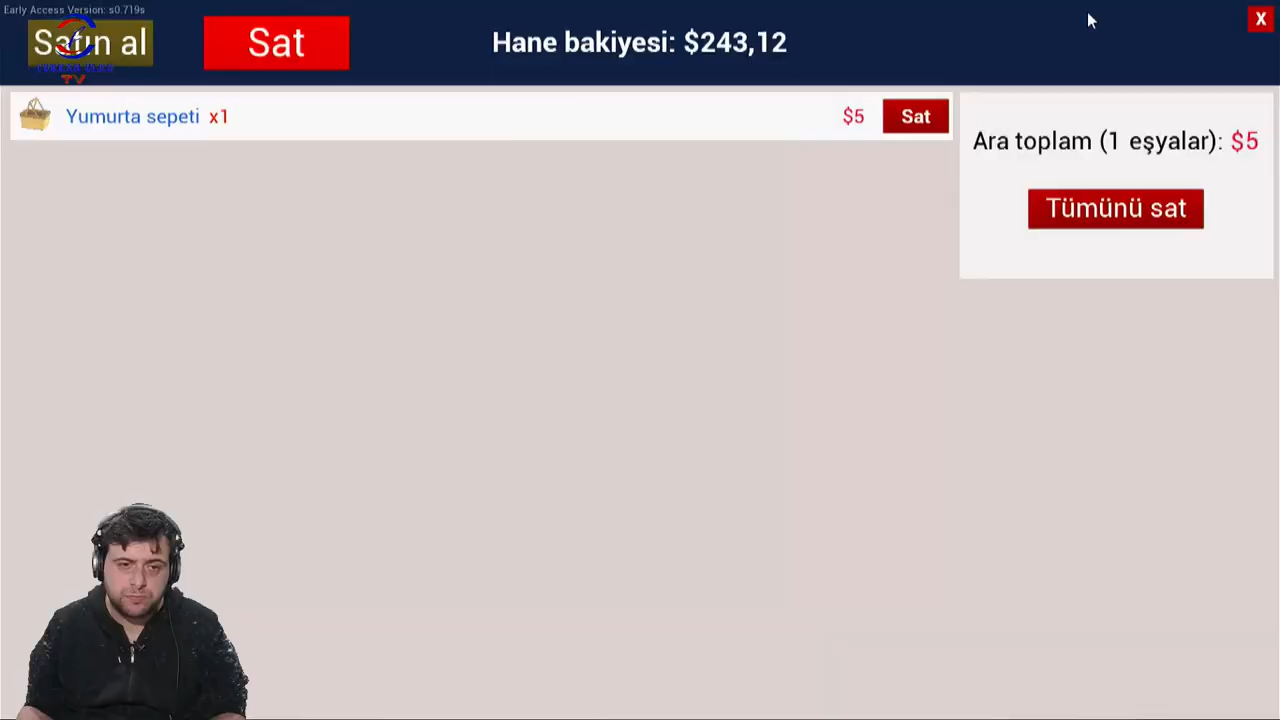 Early Access Version: s0.719s
Satın al
Sat
Hane bakiyesi: $243,12
X
TV
Yumurta sepeti x1
$5
Sat
Ara toplam (1 eşyalar): $5
Tümünü sat